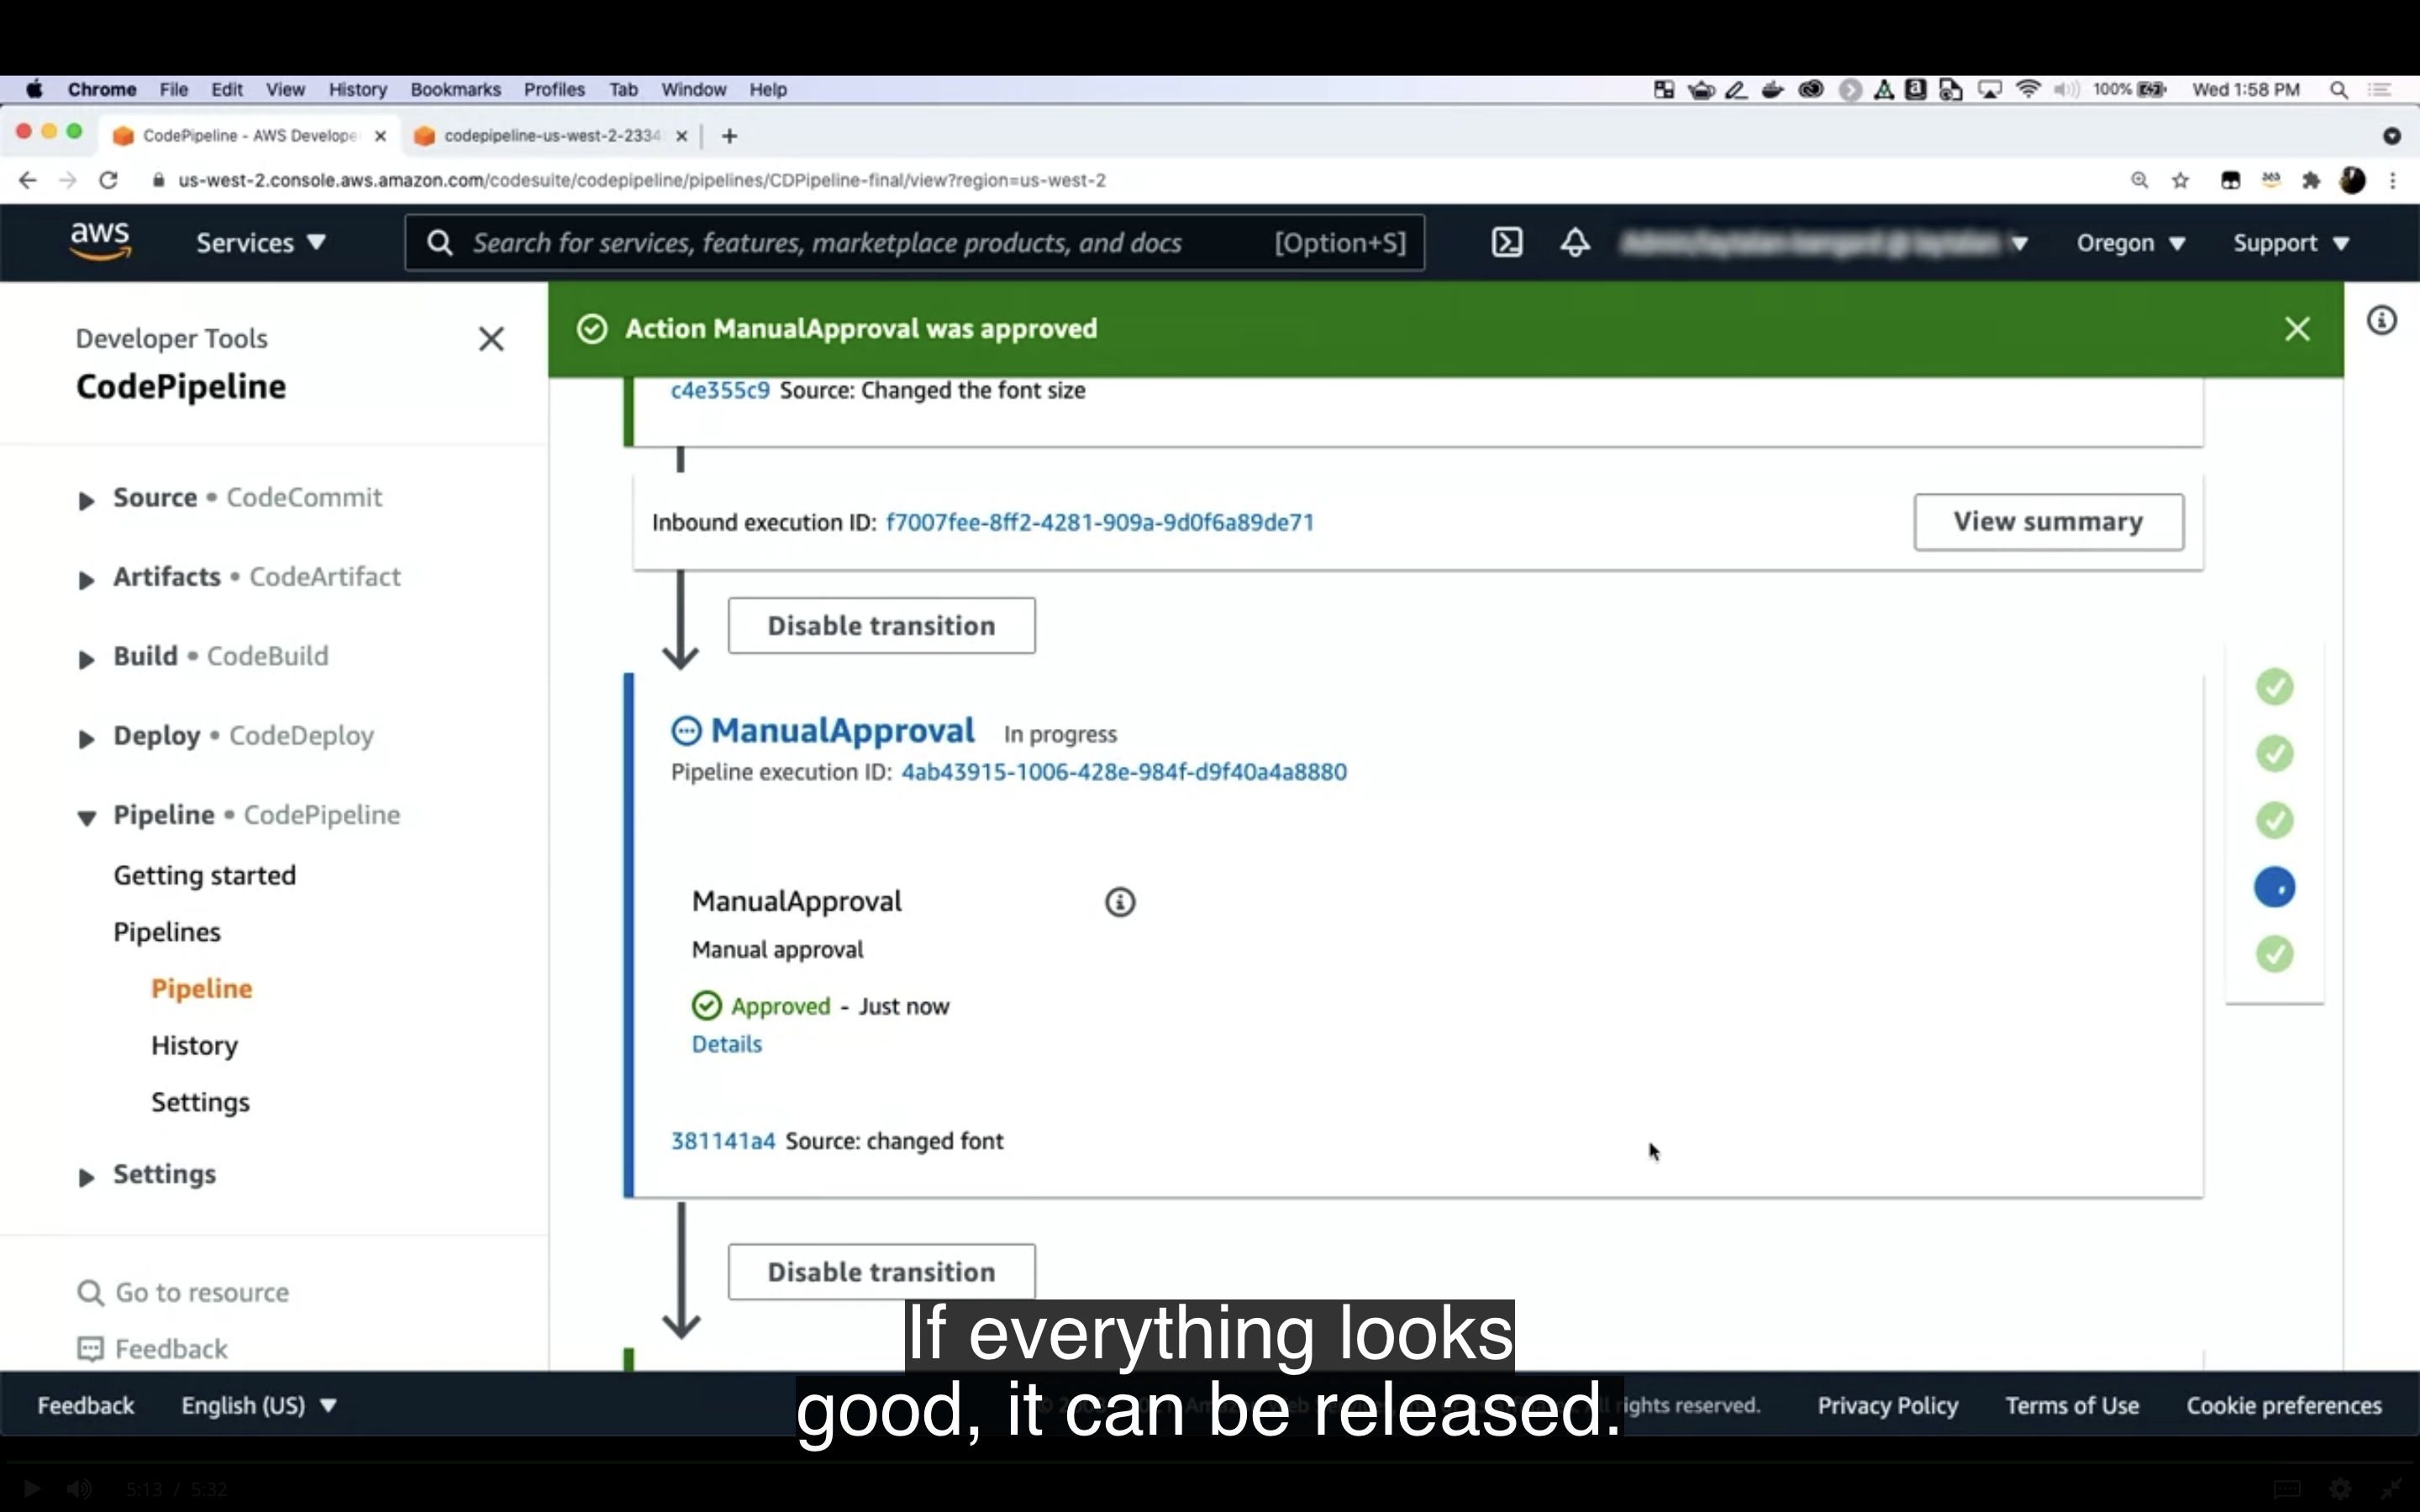 Chrome File Edit View History Bookmarks Profiles Tab Window Help 100% Wed 1:58 PM
CodePipeline - AWS Develope codepipeline-us-west-2-2334
us-west-2.console.aws.amazon.com/codesuite/codepipeline/pipelines/CDPipeline-final/view?region=us-west-2
aws Services Search for services, features, marketplace products, and docs [Option+S] Oregon Support
Developer Tools
CodePipeline
Source • CodeCommit
Artifacts • CodeArtifact
Build • CodeBuild
Deploy • CodeDeploy
Pipeline • CodePipeline
Getting started
Pipelines
Pipeline
History
Settings
Settings
Go to resource
Feedback
Action ManualApproval was approved
c4e355c9 Source: Changed the font size
Inbound execution ID: f7007fee-8ff2-4281-909a-9d0f6a89de71 View summary
Disable transition
ManualApproval In progress
Pipeline execution ID: 4ab43915-1006-428e-984f-d9f40a4a8880
ManualApproval
Manual approval
Approved - Just now
Details
381141a4 Source: changed font
Disable transition
If everything looks
good, it can be released.
Feedback English (US) rights reserved. Privacy Policy Terms of Use Cookie preferences
5:13 / 5:32